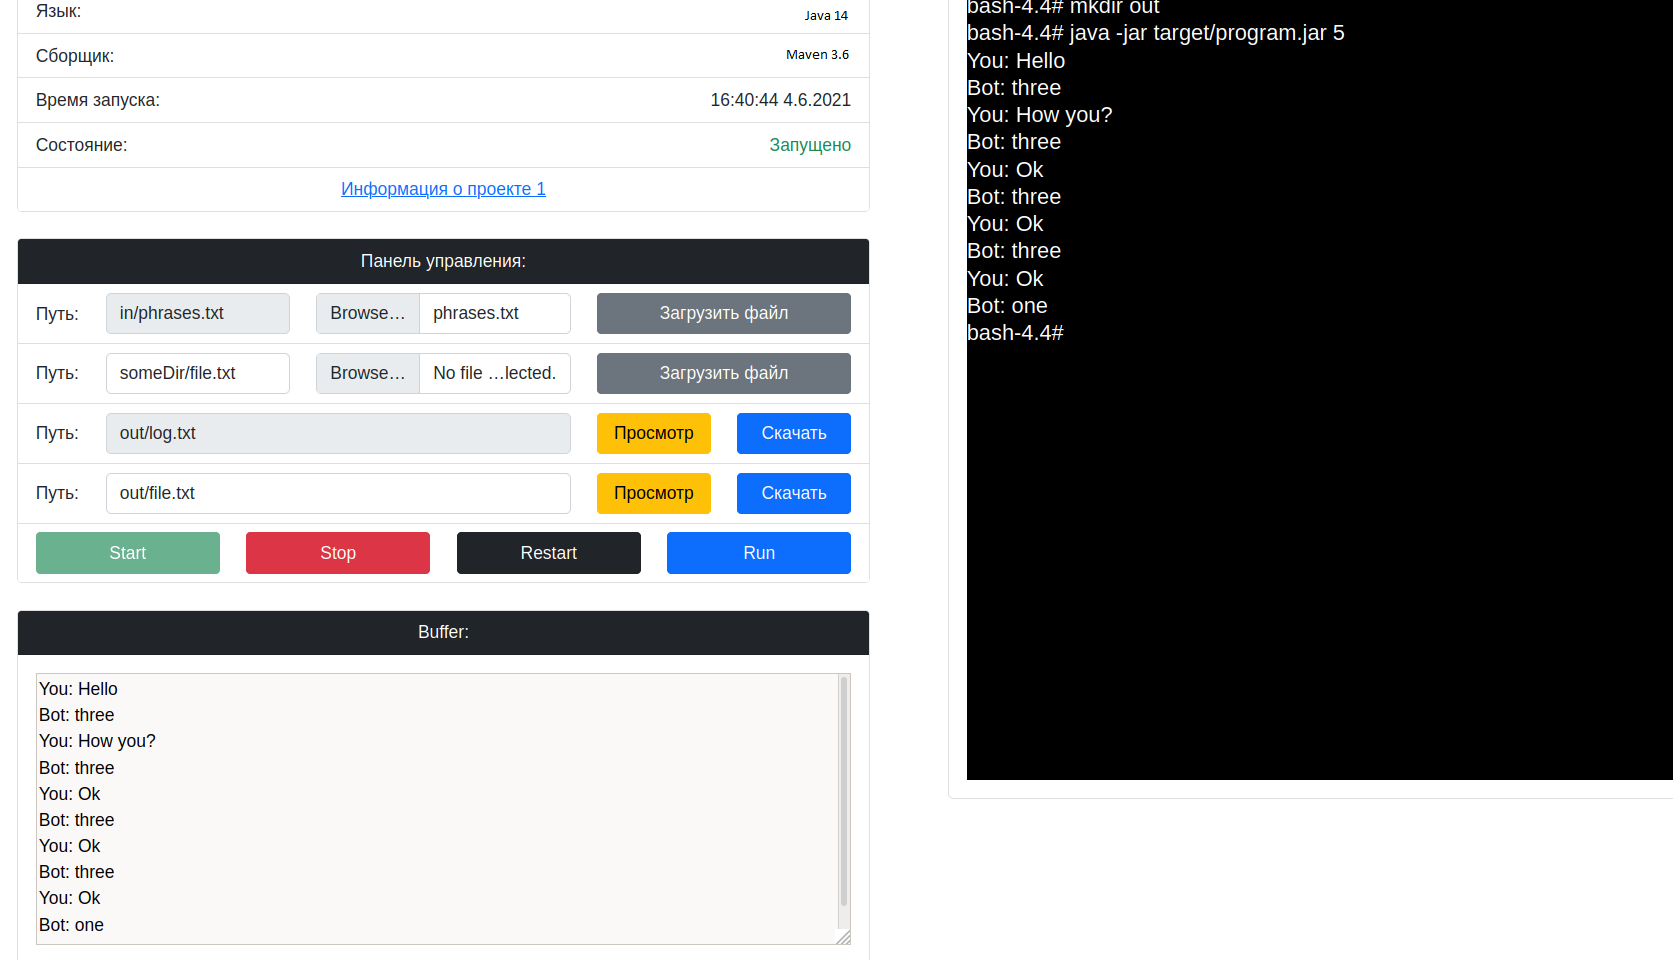 Язык:
Java 14
Сборщик:
Maven 3.6
Время запуска:
16:40:44 4.6.2021
Состояние:
Запущено
Информация о проекте 1
Панель управления:
Путь:
in/phrases.txt
Browse…
phrases.txt
Загрузить файл
Путь:
someDir/file.txt
Browse…
No file …lected.
Загрузить файл
Путь:
out/log.txt
Просмотр
Скачать
Путь:
out/file.txt
Просмотр
Скачать
Start
Stop
Restart
Run
Buffer:
You: Hello
Bot: three
You: How you?
Bot: three
You: Ok
Bot: three
You: Ok
Bot: three
You: Ok
Bot: one
bash-4.4# mkdir out
bash-4.4# java -jar target/program.jar 5
You: Hello
Bot: three
You: How you?
Bot: three
You: Ok
Bot: three
You: Ok
Bot: three
You: Ok
Bot: one
bash-4.4#